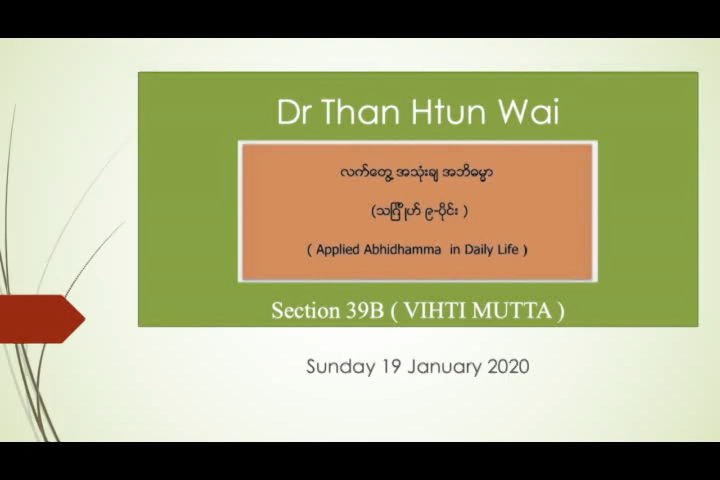 Dr Than Htun Wai
လက်တွေ့ အသုံးချ အဘိဓမ္မာ
(သင်္ဂြိုဟ် ၉-ပိုင်း )
( Applied Abhidhamma in Daily Life )
Section 39B ( VIHTI MUTTA )
Sunday 19 January 2020